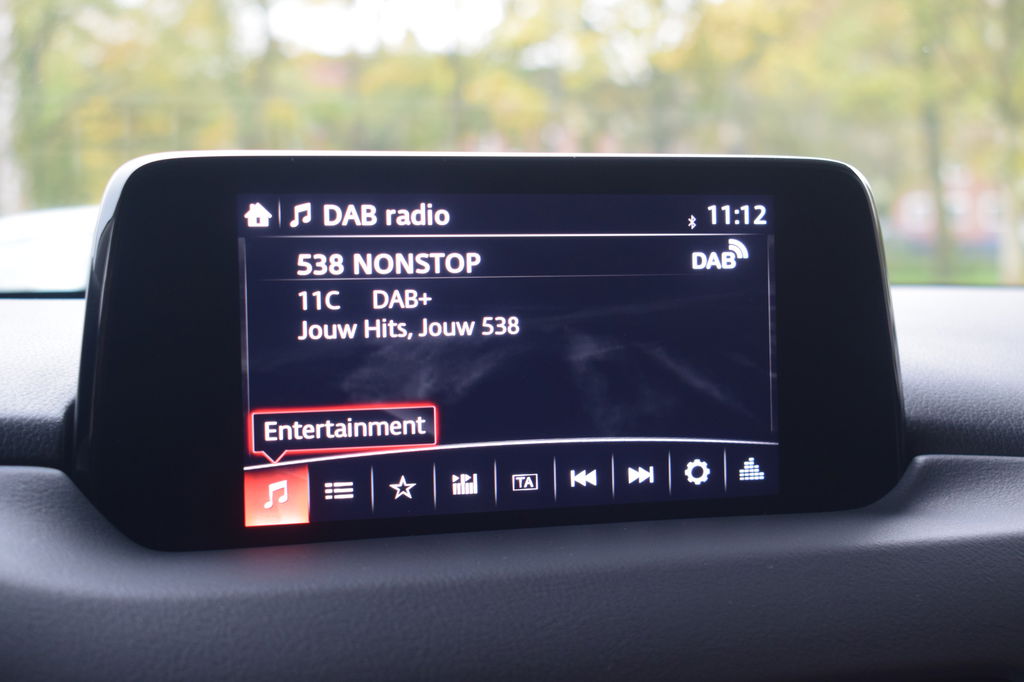 DAB radio 11:12
538 NONSTOP DAB
11C DAB+
Jouw Hits, Jouw 538
Entertainment
TA